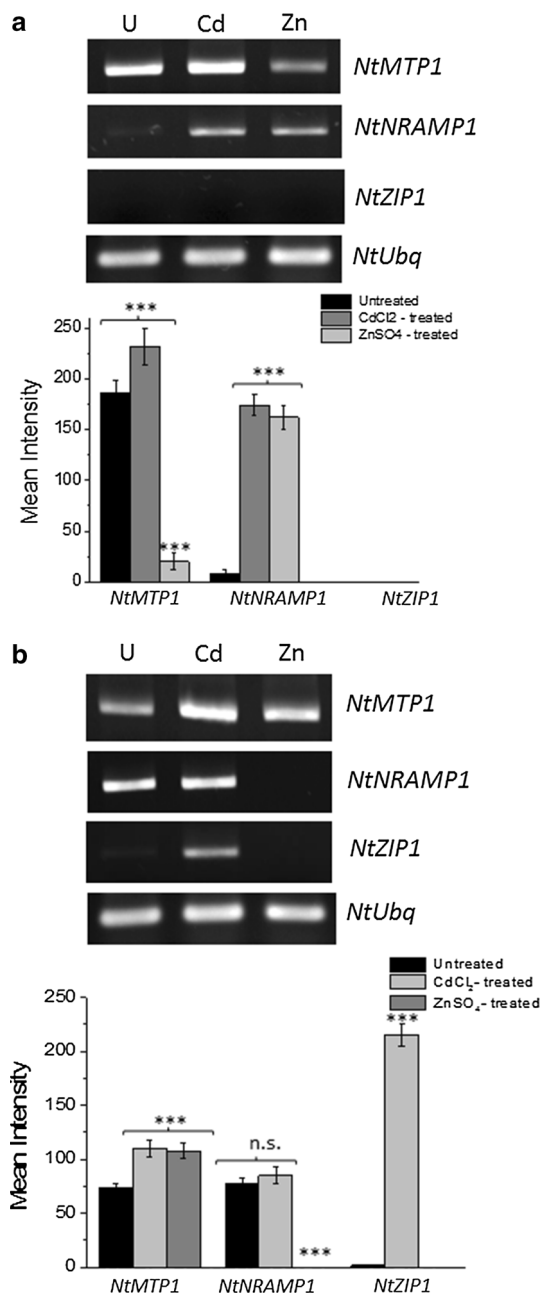 a
U Cd Zn
NtMTP1
NtNRAMP1
NtZIP1
NtUbq
Untreated
CdCl2 - treated
ZnSO4 - treated
Mean Intensity
250
200
150
100
50
0
***
***
***
NtMTP1 NtNRAMP1 NtZIP1
b
U Cd Zn
NtMTP1
NtNRAMP1
NtZIP1
NtUbq
Untreated
CdCl2- treated
ZnSO4- treated
Mean Intensity
250
200
150
100
50
0
***
n.s.
***
***
NtMTP1 NtNRAMP1 NtZIP1